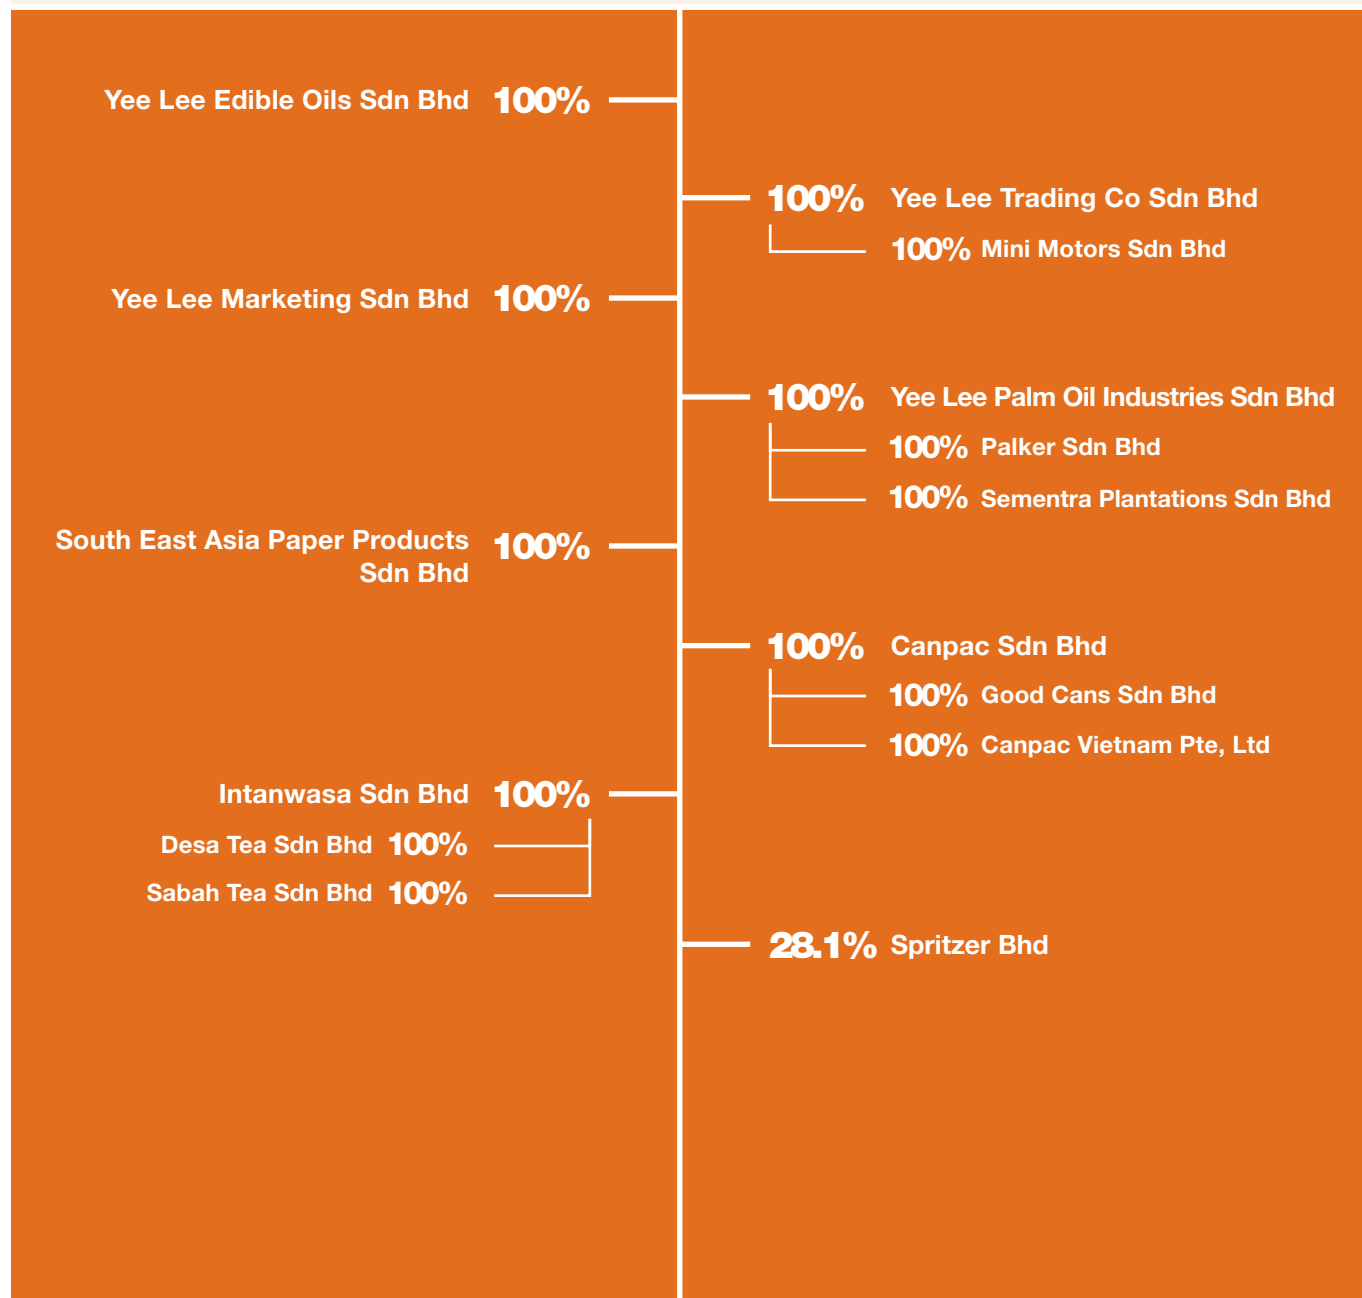 Yee Lee Edible Oils Sdn Bhd 100%
100% Yee Lee Trading Co Sdn Bhd
100% Mini Motors Sdn Bhd
Yee Lee Marketing Sdn Bhd 100%
100% Yee Lee Palm Oil Industries Sdn Bhd
100% Palker Sdn Bhd
100% Sementra Plantations Sdn Bhd
South East Asia Paper Products 100%
Sdn Bhd
100% Canpac Sdn Bhd
100% Good Cans Sdn Bhd
100% Canpac Vietnam Pte, Ltd
Intanwasa Sdn Bhd 100%
Desa Tea Sdn Bhd 100%
Sabah Tea Sdn Bhd 100%
28.1% Spritzer Bhd